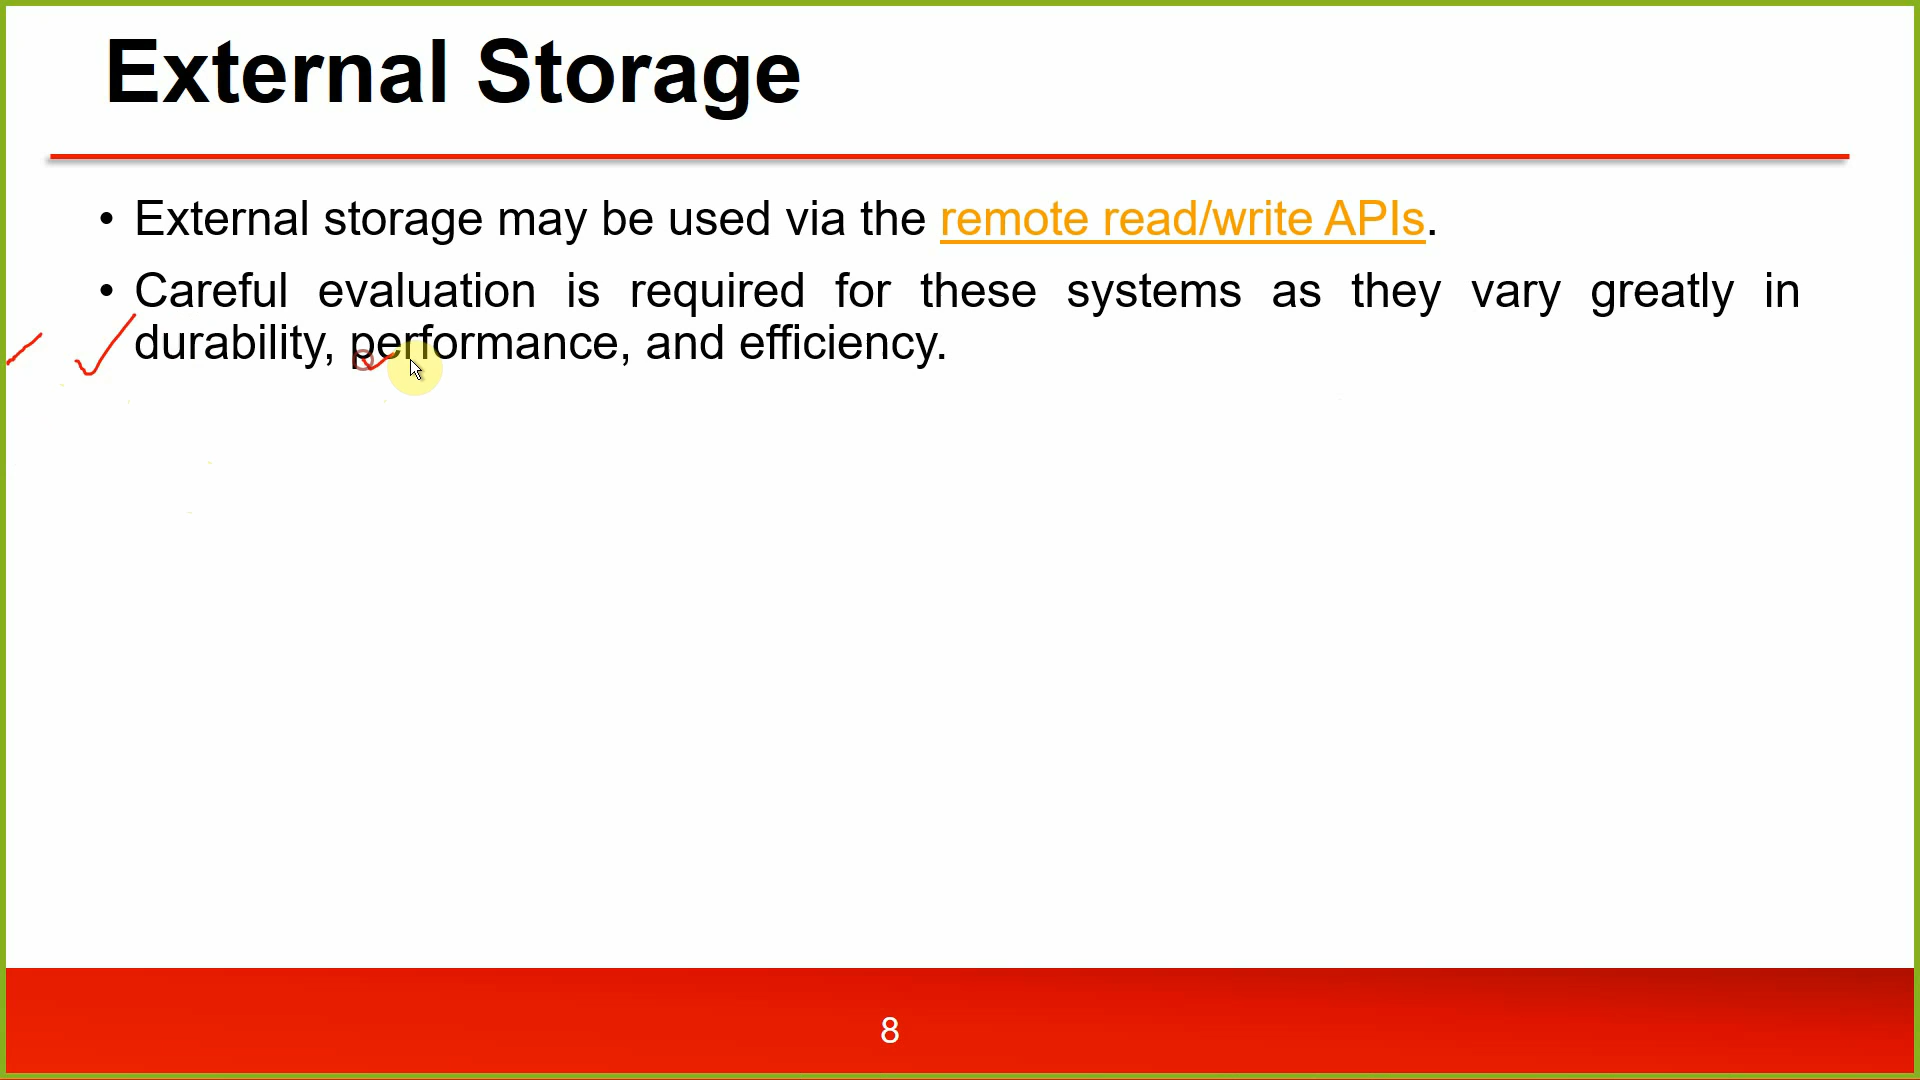 External Storage
• External storage may be used via the remote read/write APIs.
• Careful evaluation is required for these systems as they vary greatly in
durability, performance, and efficiency.
8